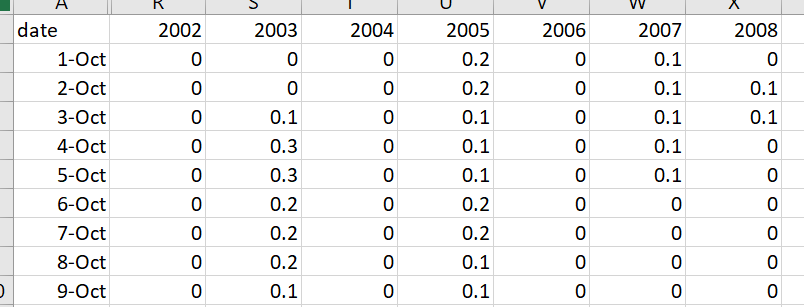 A R S T U V W X
date 2002 2003 2004 2005 2006 2007 2008
1-Oct 0 0 0 0.2 0 0.1 0
2-Oct 0 0 0 0.2 0 0.1 0.1
3-Oct 0 0.1 0 0.1 0 0.1 0.1
4-Oct 0 0.3 0 0.1 0 0.1 0
5-Oct 0 0.3 0 0.1 0 0.1 0
6-Oct 0 0.2 0 0.2 0 0 0
7-Oct 0 0.2 0 0.2 0 0 0
8-Oct 0 0.2 0 0.1 0 0 0
9-Oct 0 0.1 0 0.1 0 0 0